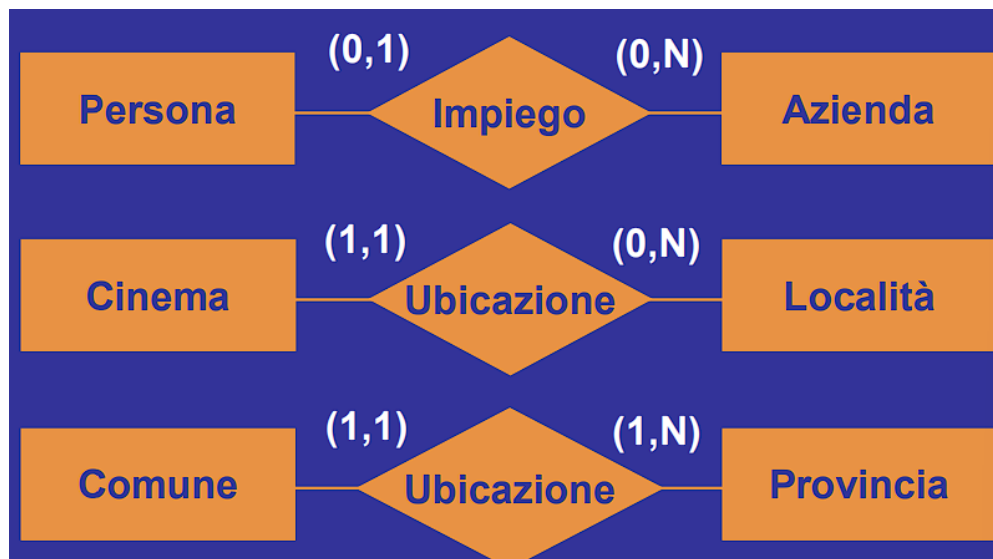 (0,1) (0,N)
Persona Impiego Azienda
(1,1) (0,N)
Cinema Ubicazione Località
(1,1) (1,N)
Comune Ubicazione Provincia